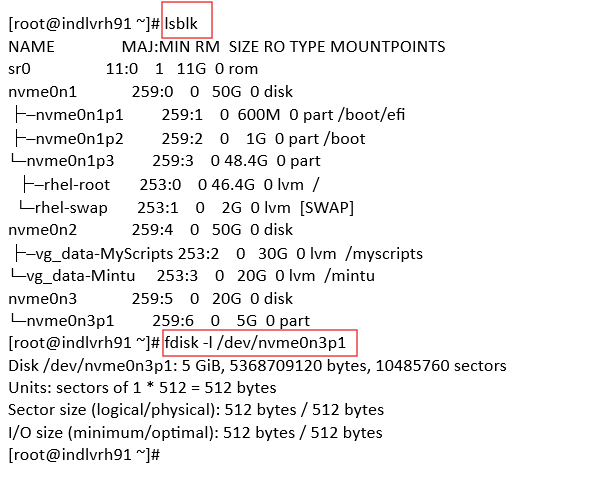 [root@indlvrh91 ~]# lsblk
NAME                MAJ:MIN RM  SIZE RO TYPE MOUNTPOINTS
sr0                 11:0    1   11G  0 rom
nvme0n1             259:0    0   50G  0 disk
├─nvme0n1p1         259:1    0  600M  0 part /boot/efi
├─nvme0n1p2         259:2    0    1G  0 part /boot
└─nvme0n1p3         259:3    0 48.4G  0 part
  ├─rhel-root       253:0    0 46.4G  0 lvm  /
  └─rhel-swap       253:1    0    2G  0 lvm  [SWAP]
nvme0n2             259:4    0   50G  0 disk
├─vg_data-MyScripts 253:2    0   30G  0 lvm  /myscripts
└─vg_data-Mintu     253:3    0   20G  0 lvm  /mintu
nvme0n3             259:5    0   20G  0 disk
└─nvme0n3p1         259:6    0    5G  0 part
[root@indlvrh91 ~]# fdisk -l /dev/nvme0n3p1
Disk /dev/nvme0n3p1: 5 GiB, 5368709120 bytes, 10485760 sectors
Units: sectors of 1 * 512 = 512 bytes
Sector size (logical/physical): 512 bytes / 512 bytes
I/O size (minimum/optimal): 512 bytes / 512 bytes
[root@indlvrh91 ~]#